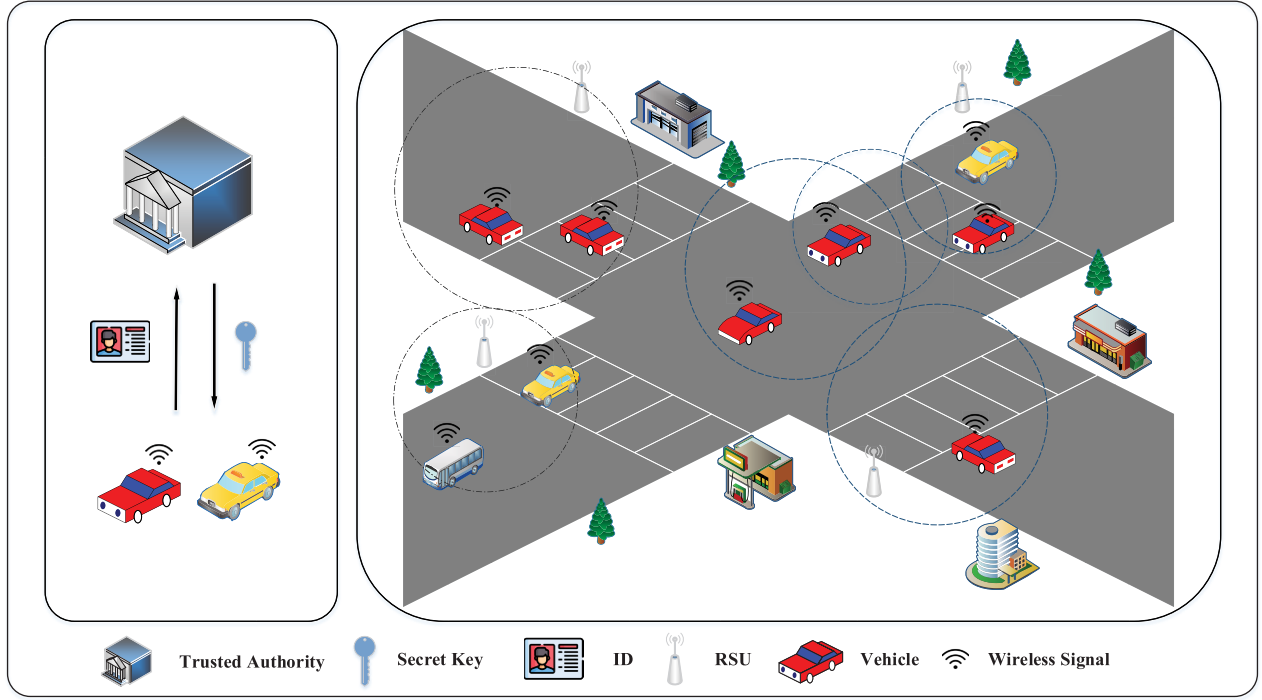 Trusted Authority
Secret Key
ID
RSU
Vehicle
Wireless Signal